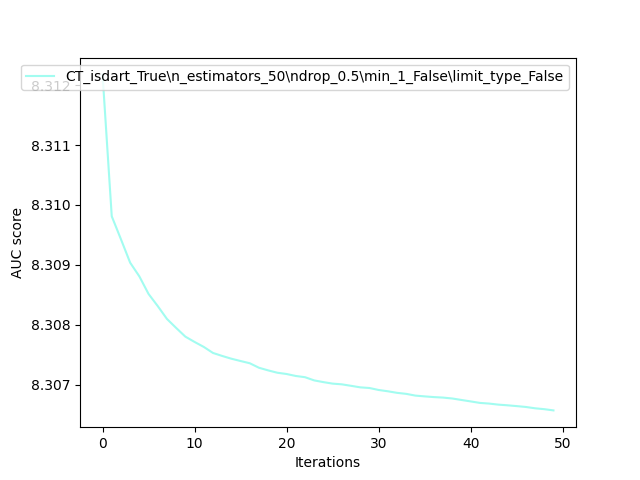 CT_isdart_True\n_estimators_50\ndrop_0.5\min_1_False\limit_type_False
8.312
8.311
8.310
8.309
8.308
8.307
AUC score
0 10 20 30 40 50
Iterations